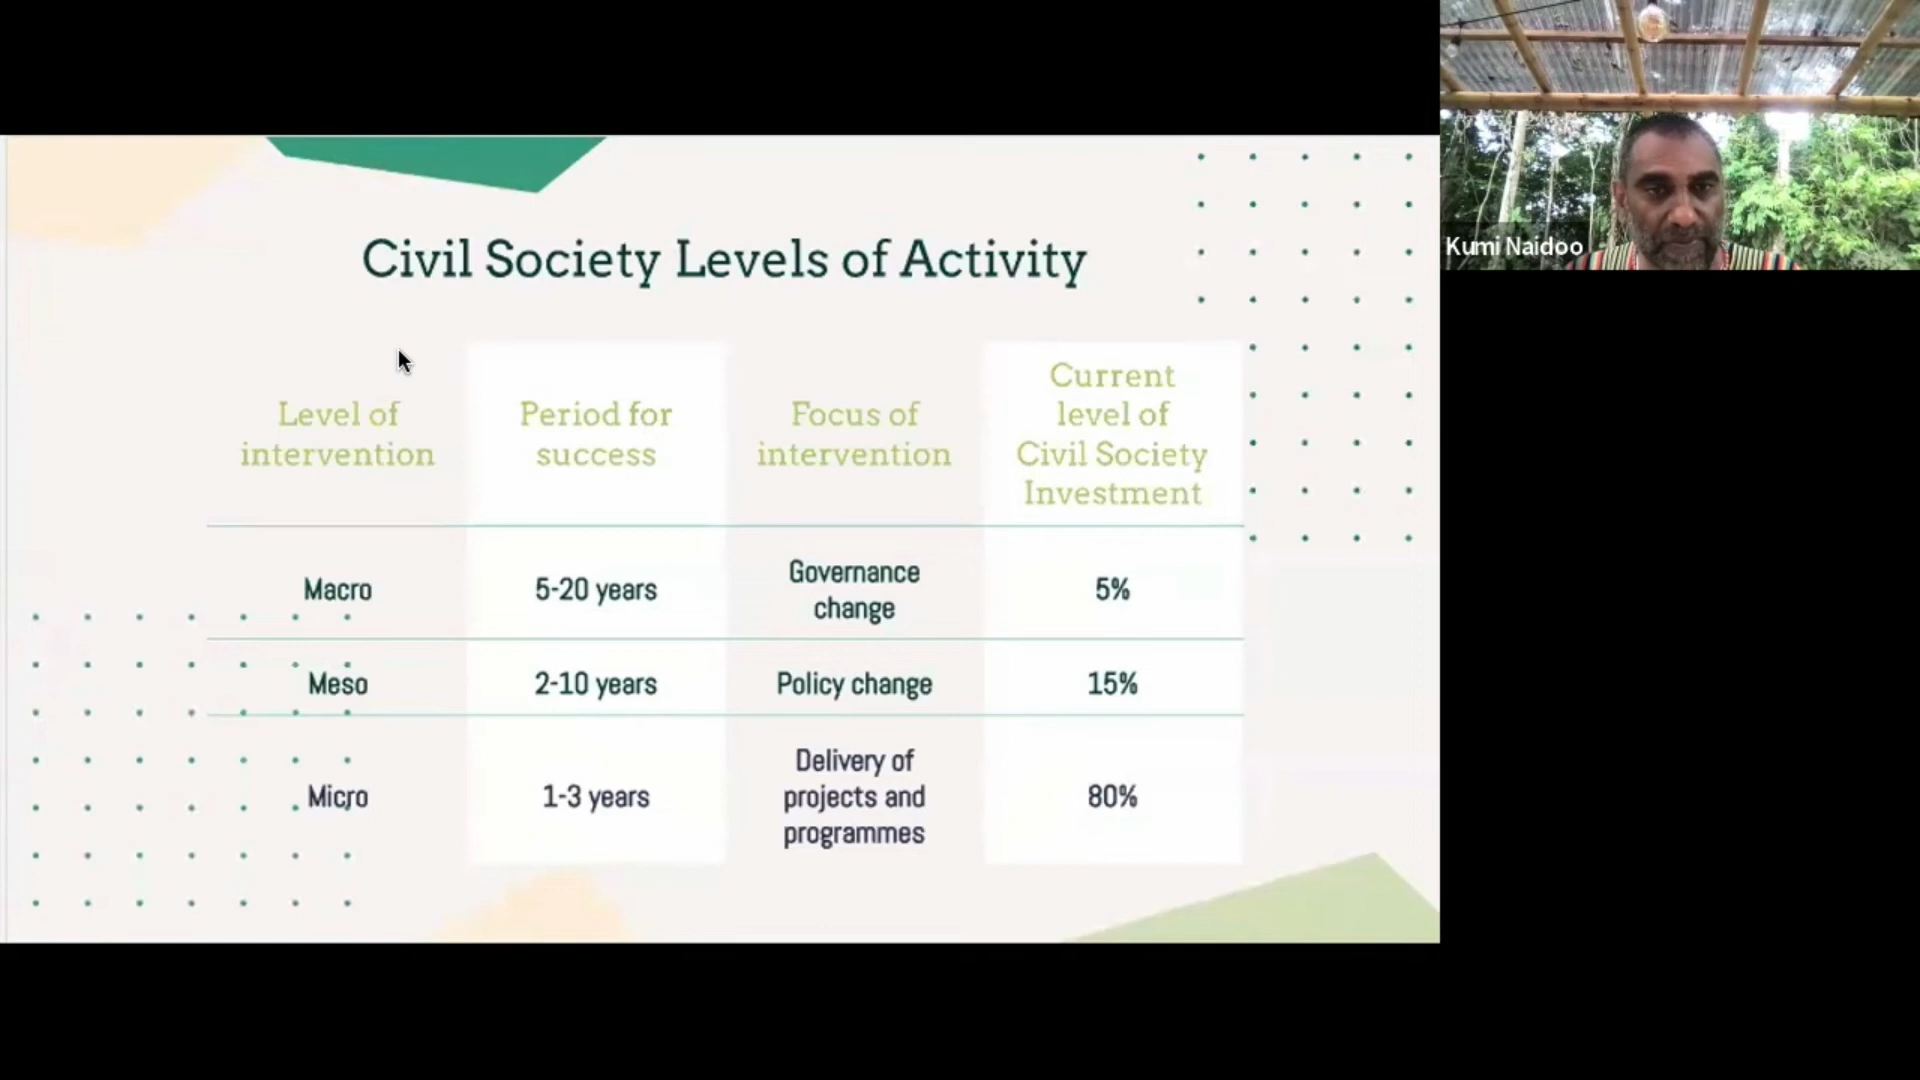 Civil Society Levels of Activity
Level of
intervention
Period for
success
Focus of
intervention
Current
level of
Civil Society
Investment
Macro
5-20 years
Governance
change
5%
Meso
2-10 years
Policy change
15%
Micro
1-3 years
Delivery of
projects and
programmes
80%
Kumi Naidoo